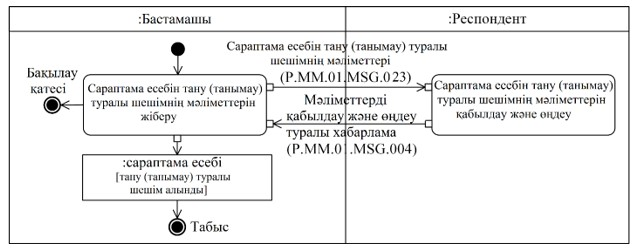 :Бастамашы
:Респондент
Сараптама есебін тану (танымау) туралы
шешімнің мәліметтері
(P.MM.01.MSG.023)
Бақылау
қатесі
Сараптама есебін тану (танымау)
туралы шешімнің мәліметтерін
жіберу
Сараптама есебін тану (танымау)
туралы шешімнің мәліметтерін
қабылдау және өңдеу
Мәліметтерді
қабылдау және өңдеу
туралы хабарлама
(P.MM.01.MSG.004)
:сараптама есебі
[тану (танымау) туралы
шешім алынды]
Табыс